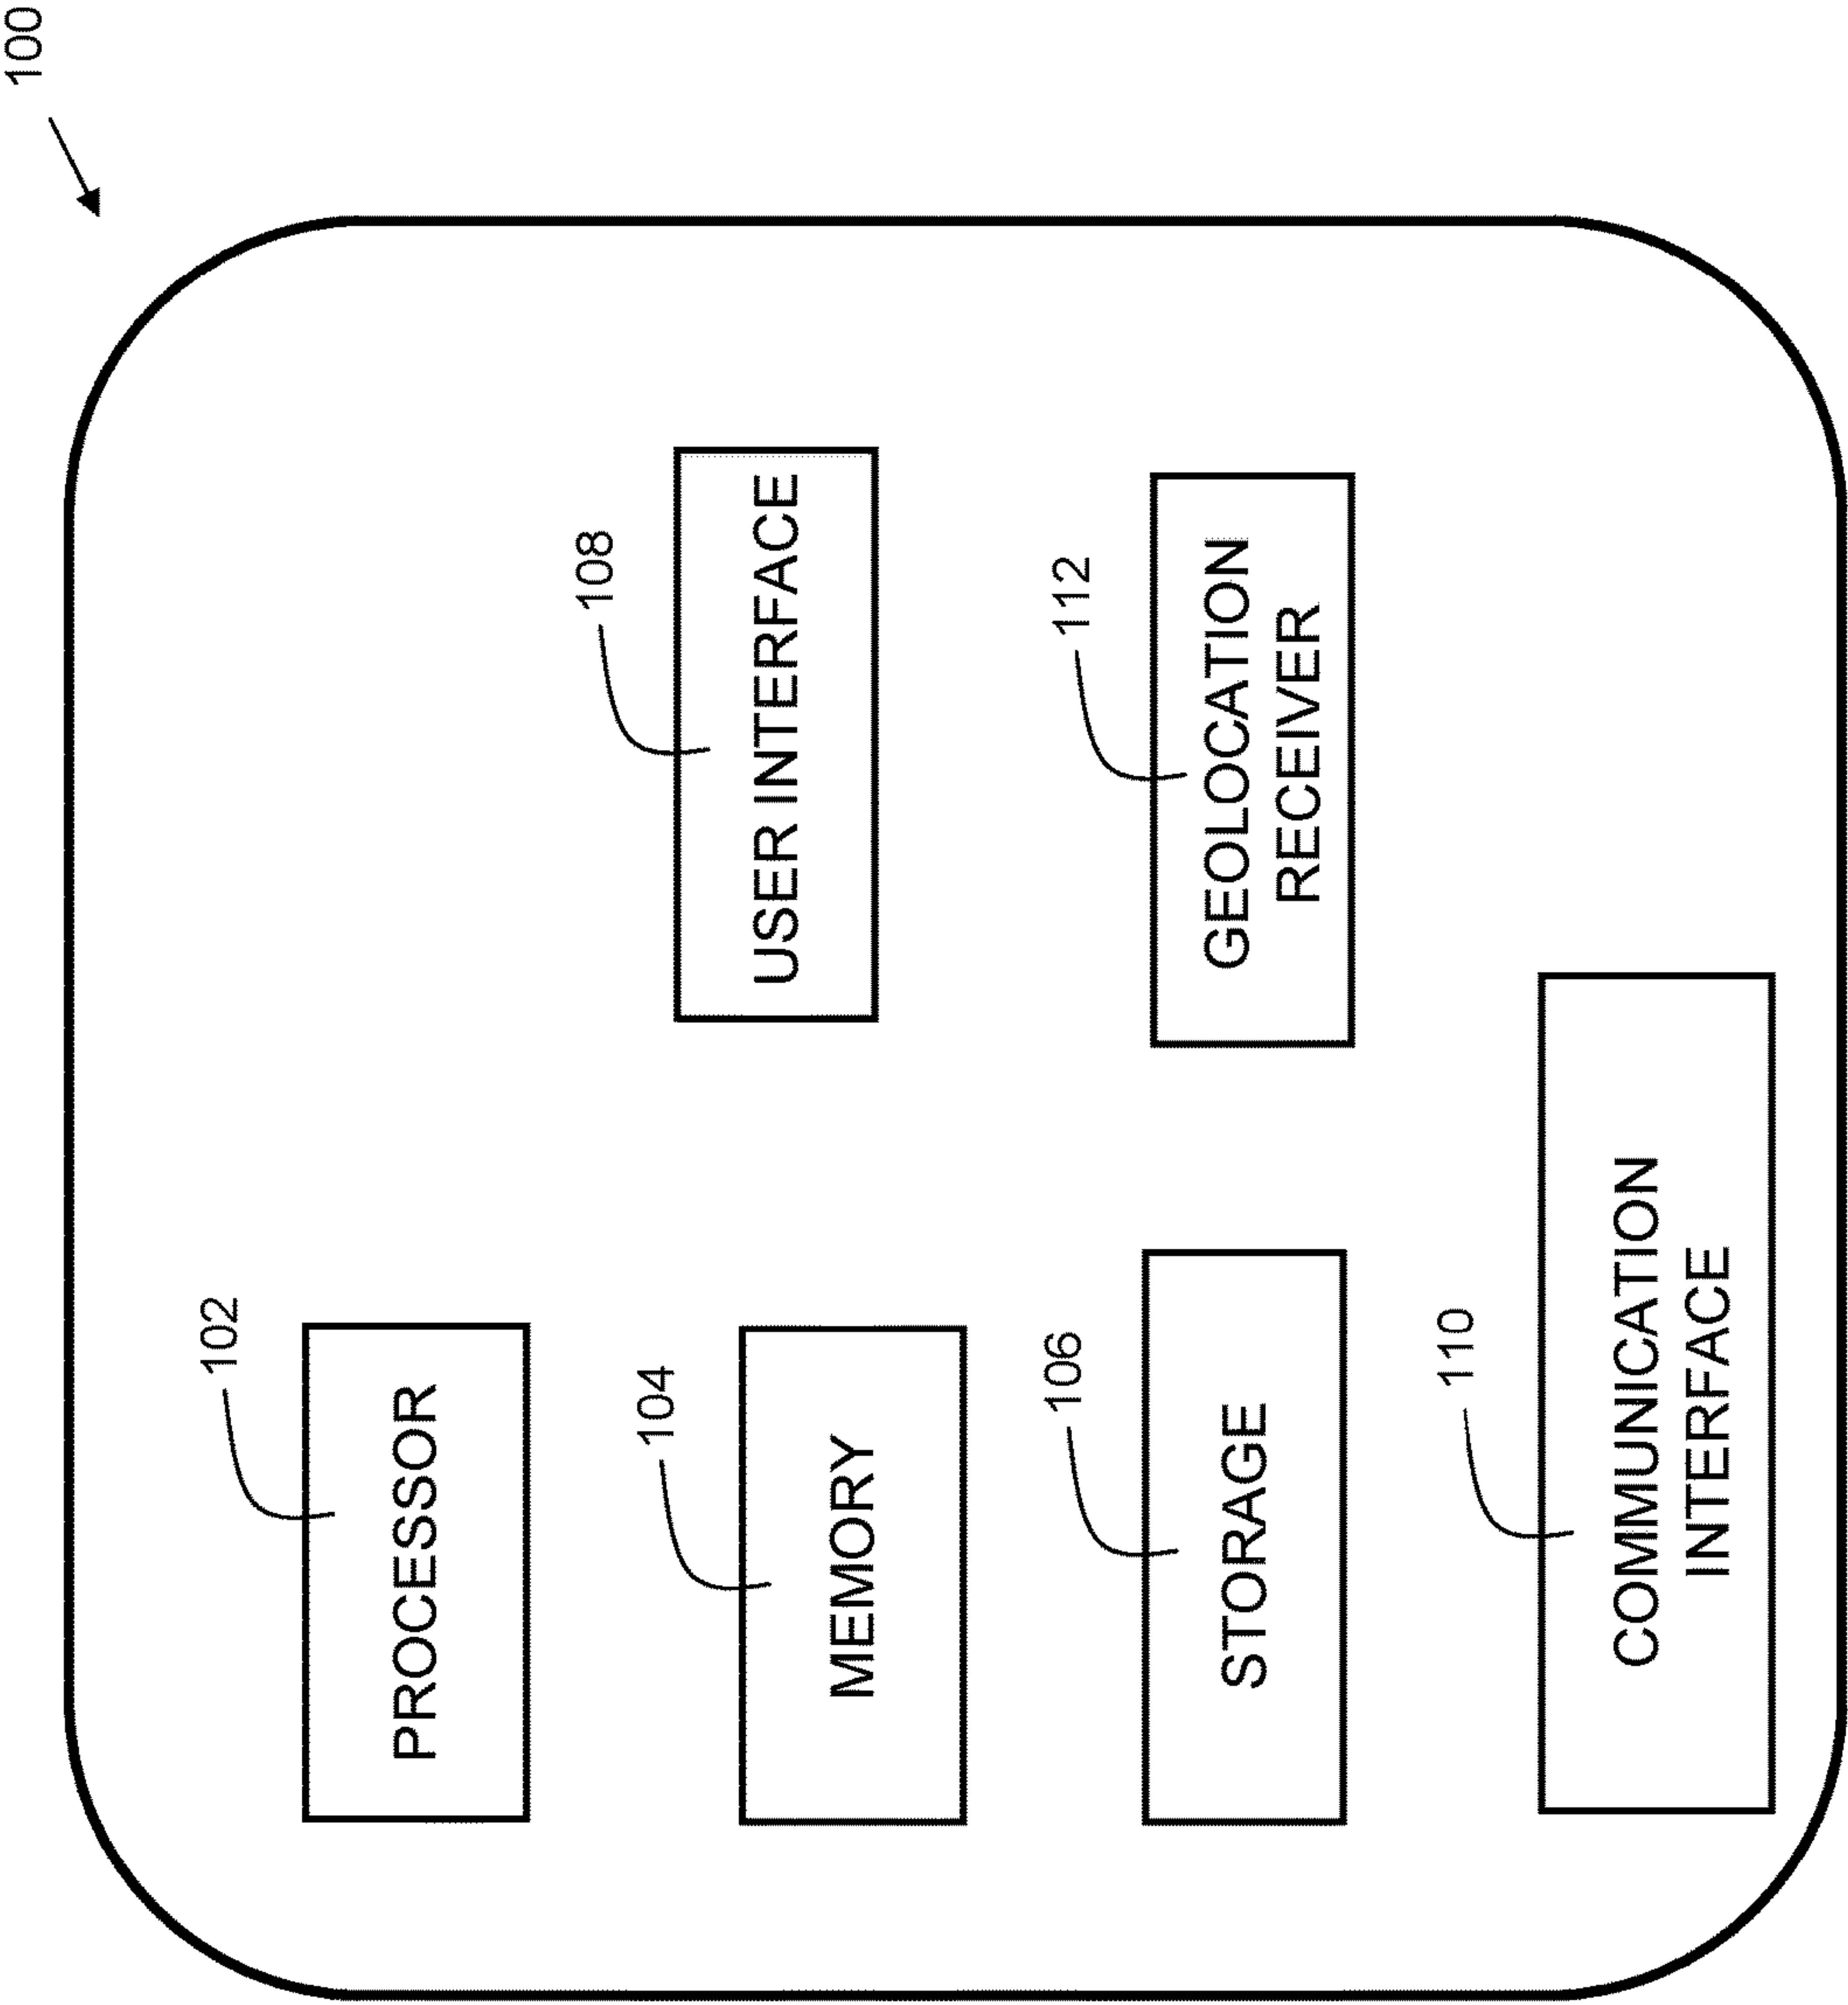 100
102
PROCESSOR
108
USER INTERFACE
104
MEMORY
106
STORAGE
112
GEOLOCATION
RECEIVER
110
COMMUNICATION
INTERFACE